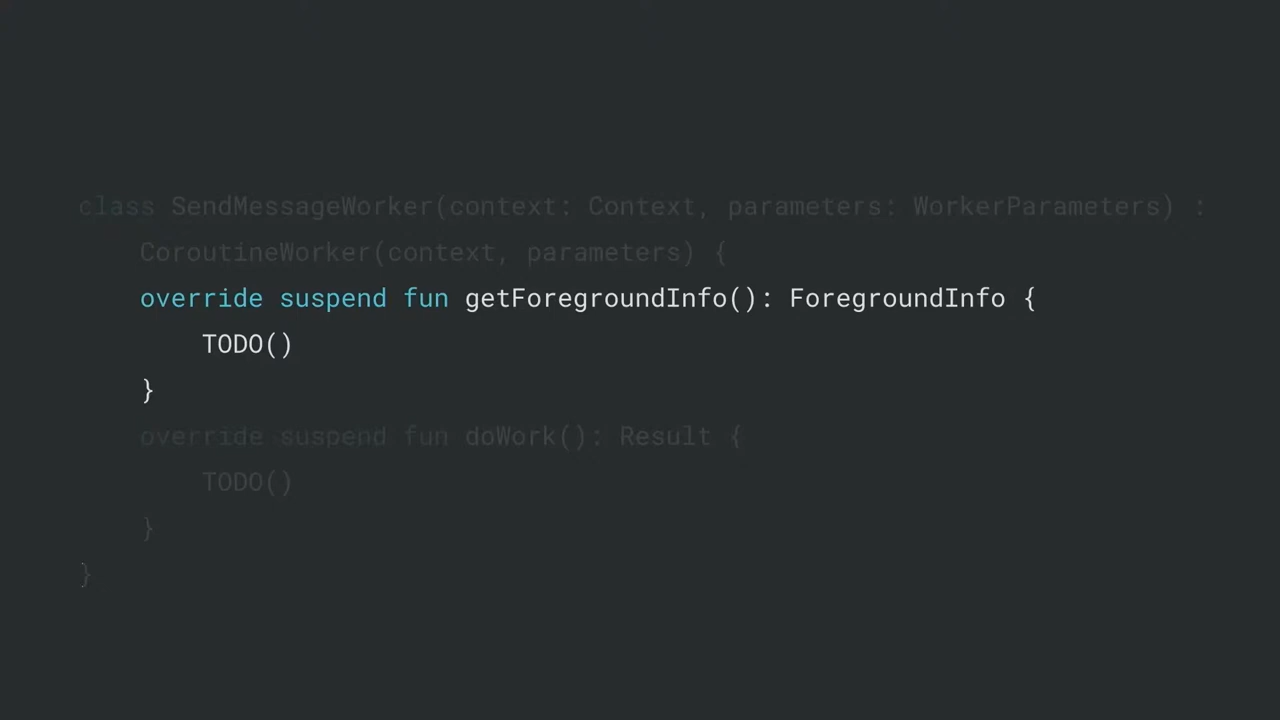 class SendMessageWorker(context: Context, parameters: WorkerParameters) :
CoroutineWorker(context, parameters) {
override suspend fun getForegroundInfo(): ForegroundInfo {
TODO()
}
override suspend fun doWork(): Result {
TODO()
}
}